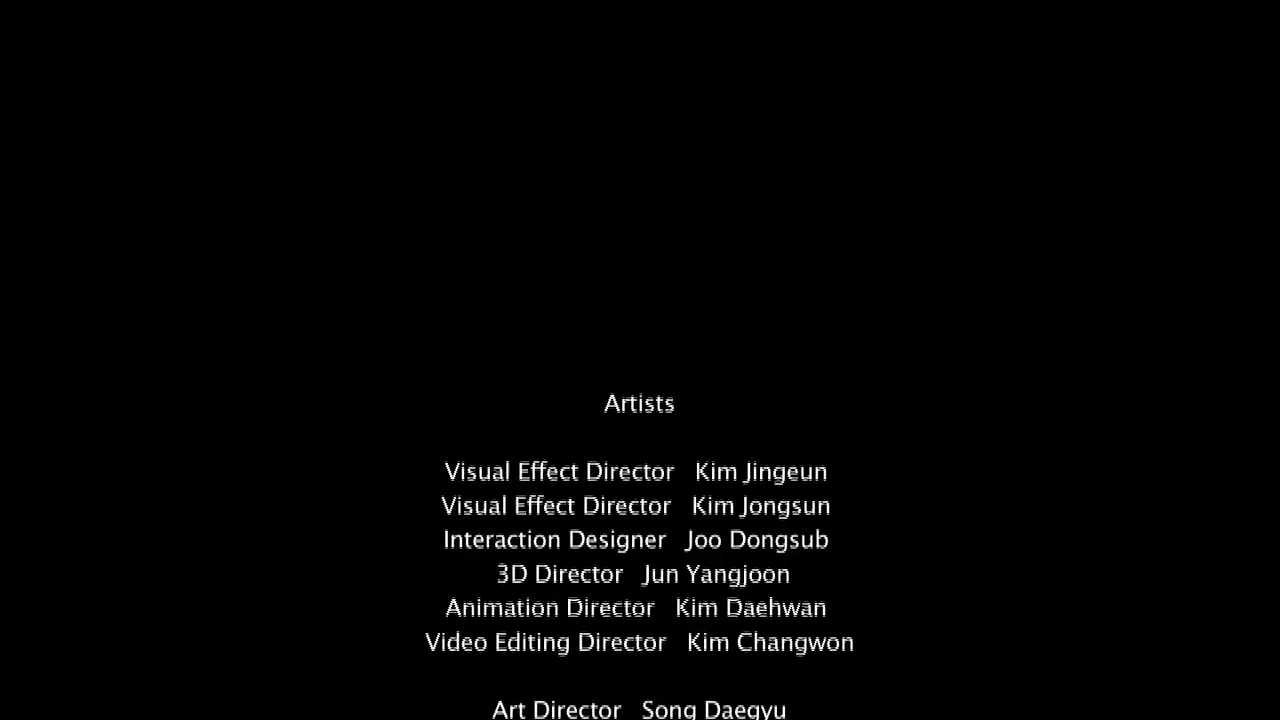 Artists
Visual Effect Director Kim Jingeun
Visual Effect Director Kim Jongsun
Interaction Designer Joo Dongsub
3D Director Jun Yangjoon
Animation Director Kim Daehwan
Video Editing Director Kim Changwon
Art Director Song Daegyu